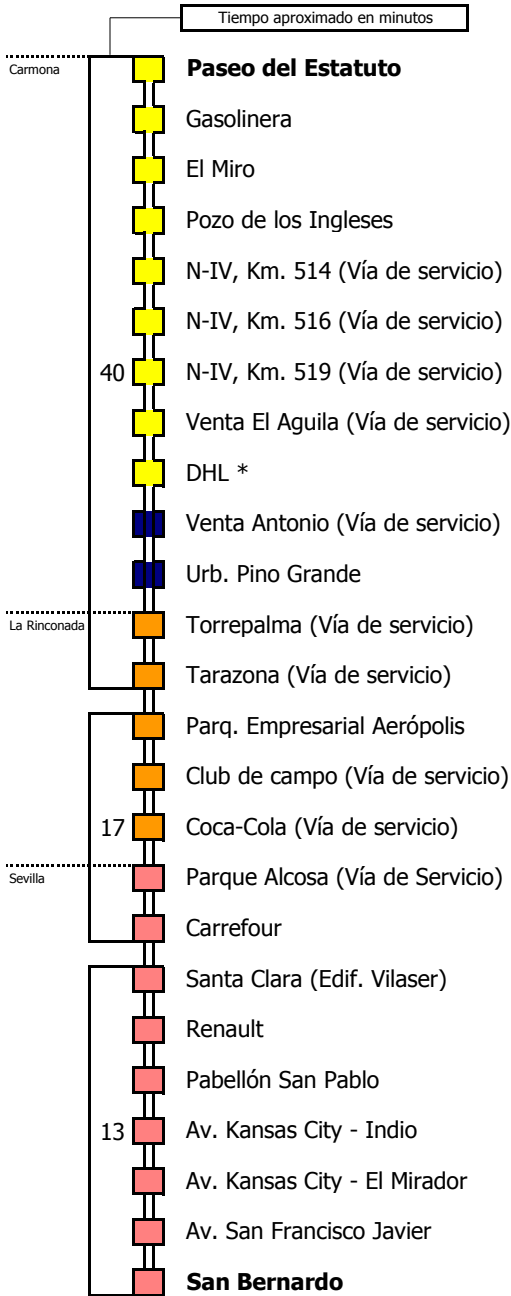 Tiempo aproximado en minutos
Carmona
Paseo del Estatuto
Gasolinera
El Miro
Pozo de los Ingleses
N-IV, Km. 514 (Vía de servicio)
N-IV, Km. 516 (Vía de servicio)
40
N-IV, Km. 519 (Vía de servicio)
Venta El Aguila (Vía de servicio)
DHL *
Venta Antonio (Vía de servicio)
Urb. Pino Grande
La Rinconada
Torrepalma (Vía de servicio)
Tarazona (Vía de servicio)
Parq. Empresarial Aerópolis
Club de campo (Vía de servicio)
17
Coca-Cola (Vía de servicio)
Sevilla
Parque Alcosa (Vía de Servicio)
Carrefour
Santa Clara (Edif. Vilaser)
Renault
Pabellón San Pablo
13
Av. Kansas City - Indio
Av. Kansas City - El Mirador
Av. San Francisco Javier
San Bernardo